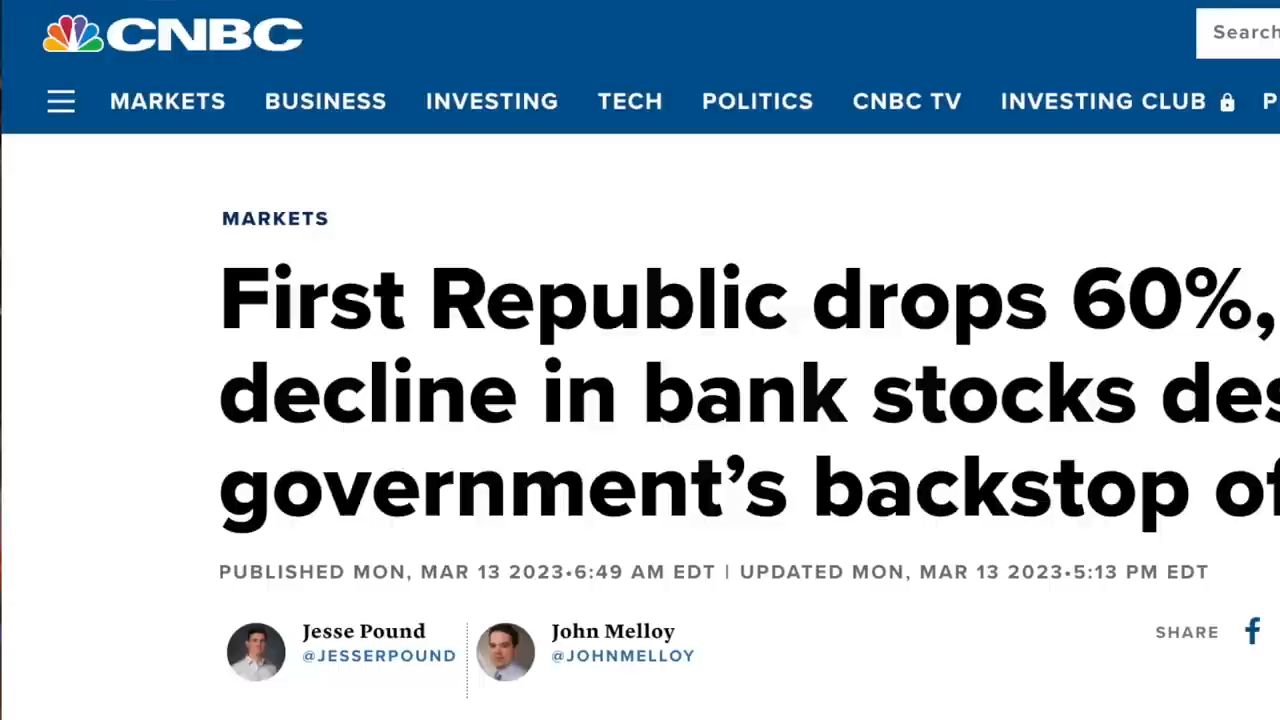 CNBC
Search
MARKETS BUSINESS INVESTING TECH POLITICS CNBC TV INVESTING CLUB P
MARKETS
First Republic drops 60%,
decline in bank stocks des
government’s backstop of
PUBLISHED MON, MAR 13 2023•6:49 AM EDT | UPDATED MON, MAR 13 2023•5:13 PM EDT
Jesse Pound John Melloy
@JESSERPOUND @JOHNMELLOY
SHARE